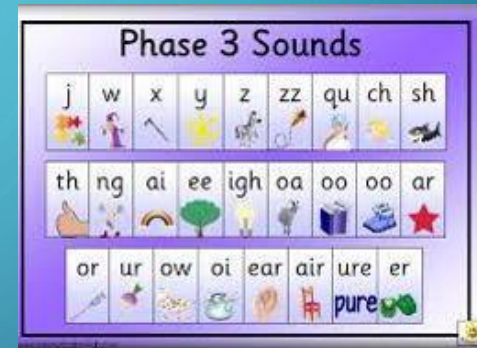 Phase 3 Sounds
j w x y z zz qu ch sh
th ng ai ee igh oa oo oo ar
or ur ow oi ear air ure er
pure